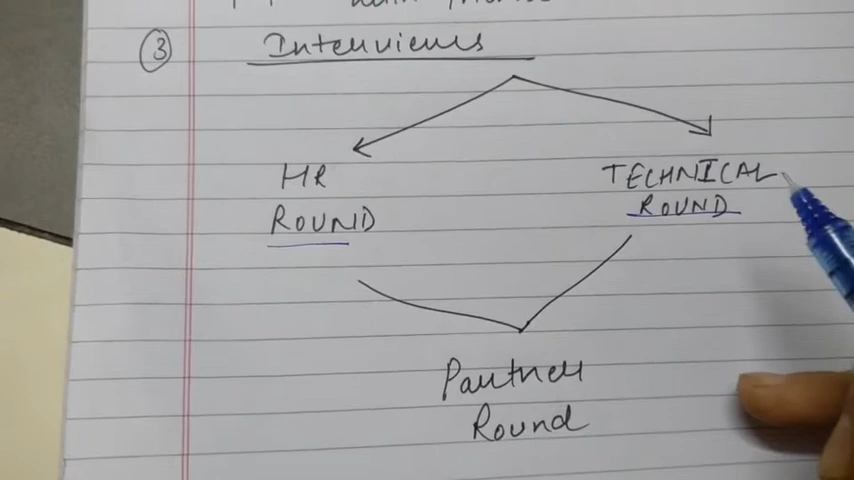 ③ Interviews
HR
ROUND
TECHNICAL
ROUND
Partner
Round